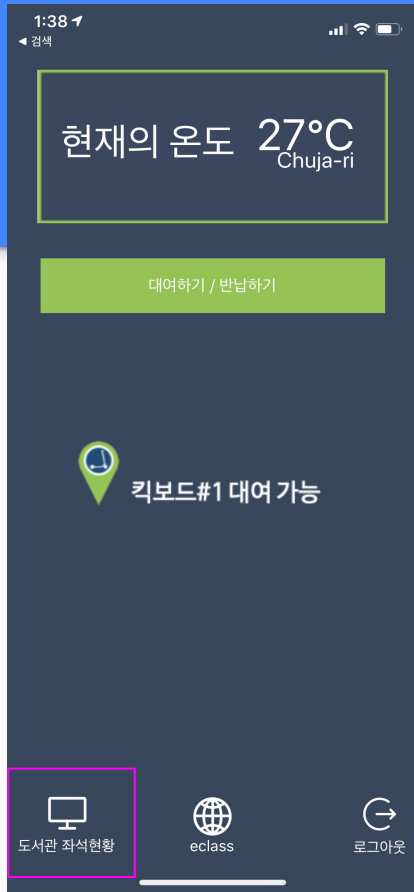 1:38
◀ 검색
현재의 온도 27°C
Chuja-ri
대여하기 / 반납하기
킥보드#1 대여 가능
도서관 좌석현황
eclass
로그아웃